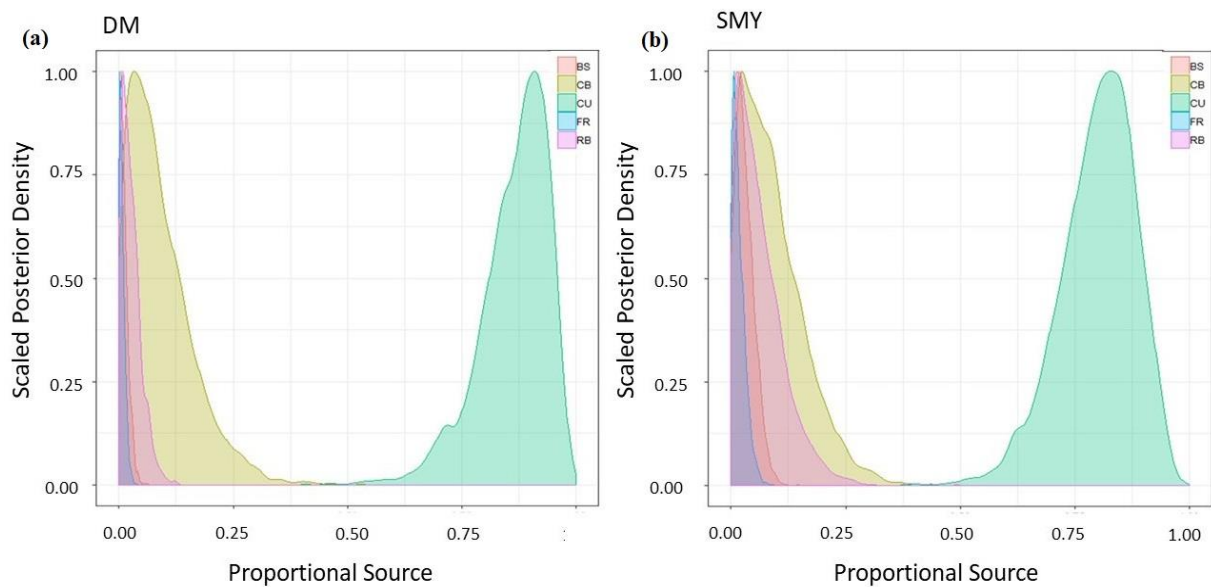 (a)
DM
BS
CB
CU
FR
RB
1.00
0.75
0.50
0.25
0.00
Scaled Posterior Density
0.00 0.25 0.50 0.75
Proportional Source
(b)
SMY
BS
CB
CU
FR
RB
1.00
0.75
0.50
0.25
0.00
Scaled Posterior Density
0.00 0.25 0.50 0.75 1.00
Proportional Source